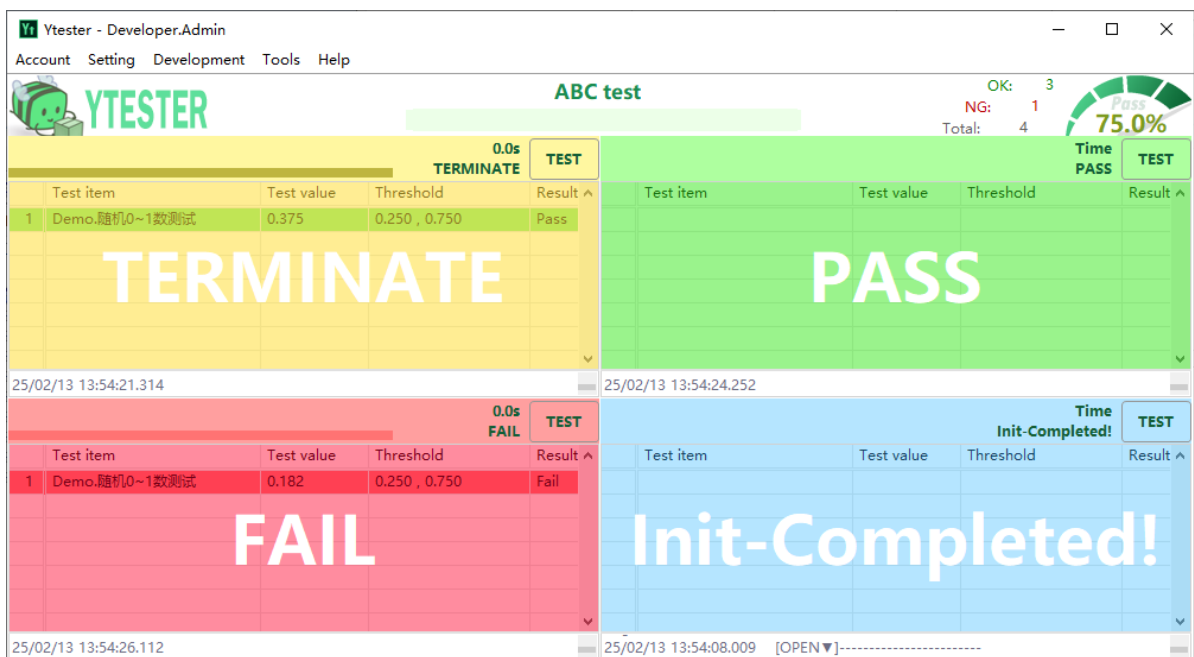 Yt Ytester - Developer.Admin
Account Setting Development Tools Help
YTESTER
ABC test
OK: 3
NG: 1
Total: 4
Pass
75.0%
0.0s
TERMINATE
TEST
Test item Test value Threshold Result
1 Demo.随机0~1数测试 0.375 0.250 , 0.750 Pass
TERMINATE
25/02/13 13:54:21.314
Time
PASS
TEST
Test item Test value Threshold Result
PASS
25/02/13 13:54:24.252
0.0s
FAIL
TEST
Test item Test value Threshold Result
1 Demo.随机0~1数测试 0.182 0.250 , 0.750 Fail
FAIL
25/02/13 13:54:26.112
Time
Init-Completed!
TEST
Test item Test value Threshold Result
Init-Completed!
25/02/13 13:54:08.009 [OPEN▼]------------------------